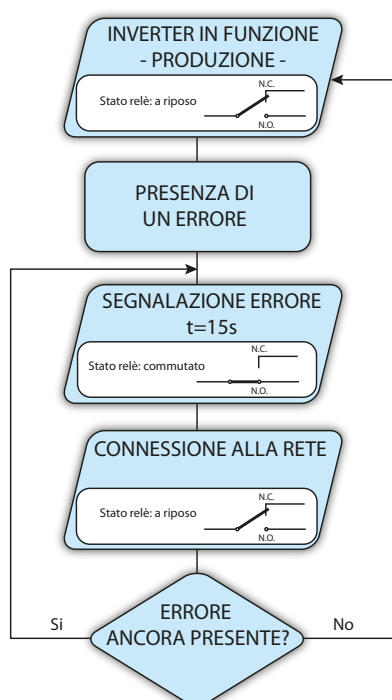 INVERTER IN FUNZIONE
- PRODUZIONE -
N.C.
Stato relè: a riposo
N.O.
PRESENZA DI
UN ERRORE
SEGNALAZIONE ERRORE
t=15s
N.C.
Stato relè: commutato
N.O.
CONNESSIONE ALLA RETE
N.C.
Stato relè: a riposo
N.O.
ERRORE
ANCORA PRESENTE?
Si
No